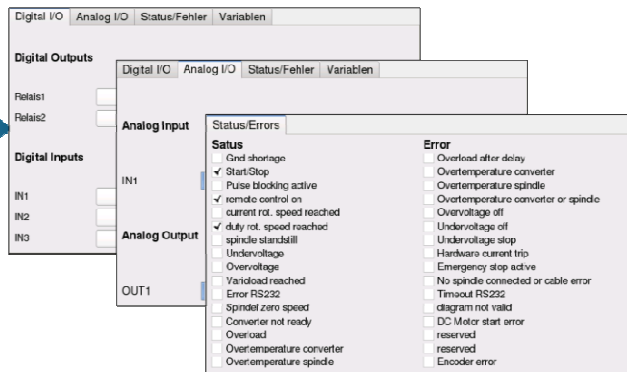 Digital I/O Analog I/O Status/Fehler Variablen
Digital Outputs
Relais1
Relais2
Digital Inputs
IN1
IN2
IN3
Digital I/O Analog I/O Status/Fehler Variablen
Analog Input
IN1
Analog Output
OUT1
Status/Errors
Satus
Gnd shortage
Start/Stop
Pulse blocking active
remote control on
current rot. speed reached
duty rot. speed reached
spindle standstill
Undervoltage
Overvoltage
Varioload reached
Error RS232
Spindel zero speed
Converter not ready
Overload
Overtemperature converter
Overtemperature spindle
Error
Overload after delay
Overtemperature converter
Overtemperature spindle
Overtemperature converter or spindle
Overvoltage off
Undervoltage off
Undervoltage stop
Hardware current trip
Emergency stop active
No spindle connected or cable error
Timeout RS232
diagram not valid
DC Motor start error
reserved
reserved
Encoder error